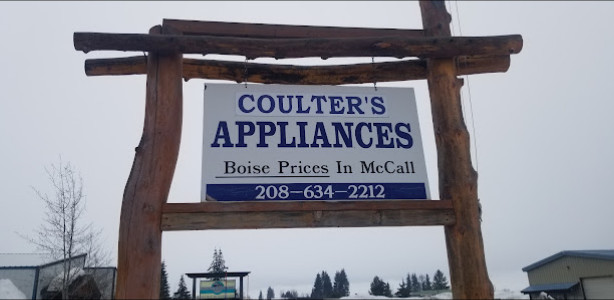 COULTER'S
APPLIANCES
Boise Prices In McCall
208-634-2212